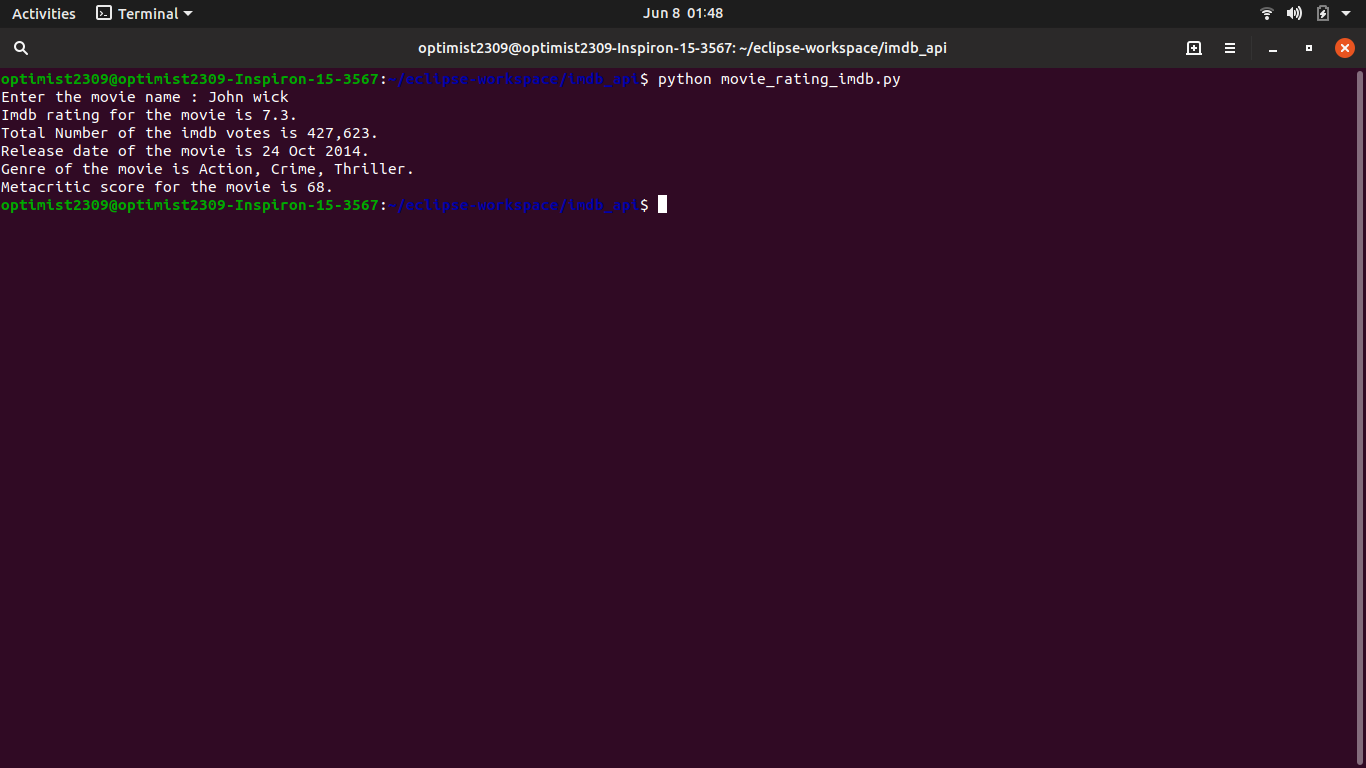 Activities Terminal Jun 8 01:48
optimist2309@optimist2309-Inspiron-15-3567: ~/eclipse-workspace/imdb_api
optimist2309@optimist2309-Inspiron-15-3567:~/eclipse-workspace/imdb_api$ python movie_rating_imdb.py
Enter the movie name : John wick
Imdb rating for the movie is 7.3.
Total Number of the imdb votes is 427,623.
Release date of the movie is 24 Oct 2014.
Genre of the movie is Action, Crime, Thriller.
Metacritic score for the movie is 68.
optimist2309@optimist2309-Inspiron-15-3567:~/eclipse-workspace/imdb_api$